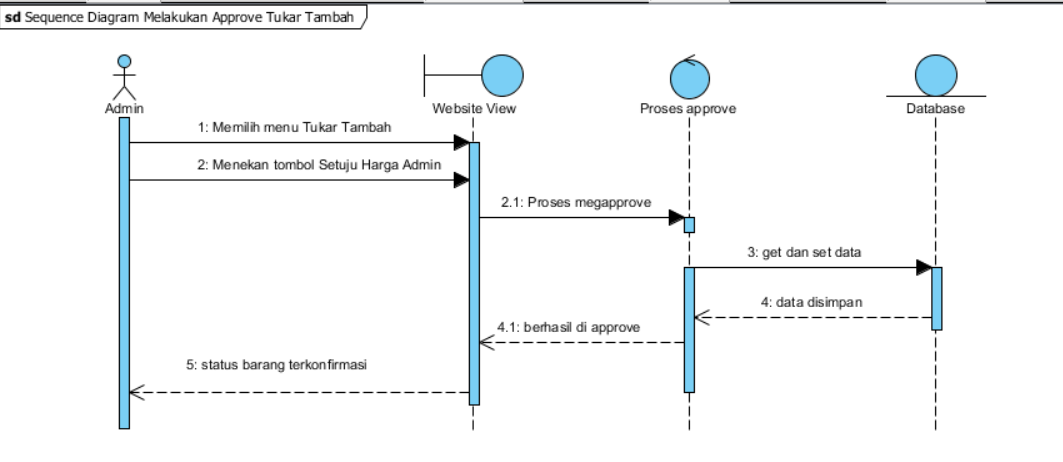 sd Sequence Diagram Melakukan Approve Tukar Tambah
Admin
Website View
Proses approve
Database
1: Memilih menu Tukar Tambah
2: Menekan tombol Setuju Harga Admin
2.1: Proses megapprove
3: get dan set data
4: data disimpan
4.1: berhasil di approve
5: status barang terkonfirmasi